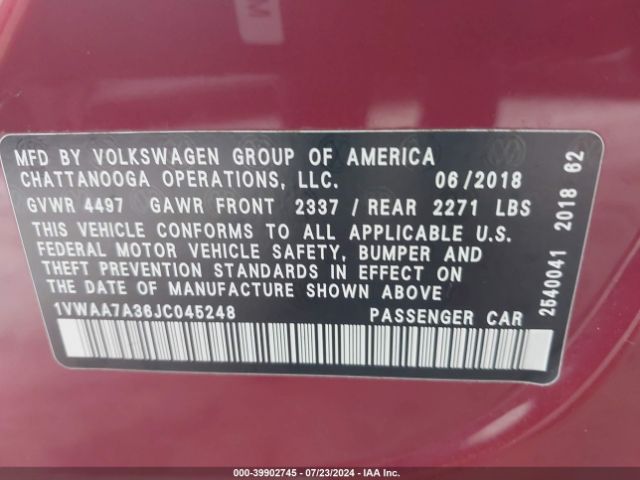 MFD BY VOLKSWAGEN GROUP OF AMERICA
CHATTANOOGA OPERATIONS, LLC. 06/2018
GVWR 4497 GAWR FRONT 2337 / REAR 2271 LBS
THIS VEHICLE CONFORMS TO ALL APPLICABLE U.S.
FEDERAL MOTOR VEHICLE SAFETY, BUMPER AND
THEFT PREVENTION STANDARDS IN EFFECT ON
THE DATE OF MANUFACTURE SHOWN ABOVE
1VWAA7A36JC045248 PASSENGER CAR
2540041 2018 62
000-39902745 / 07/23/2024 / IAAI.COM